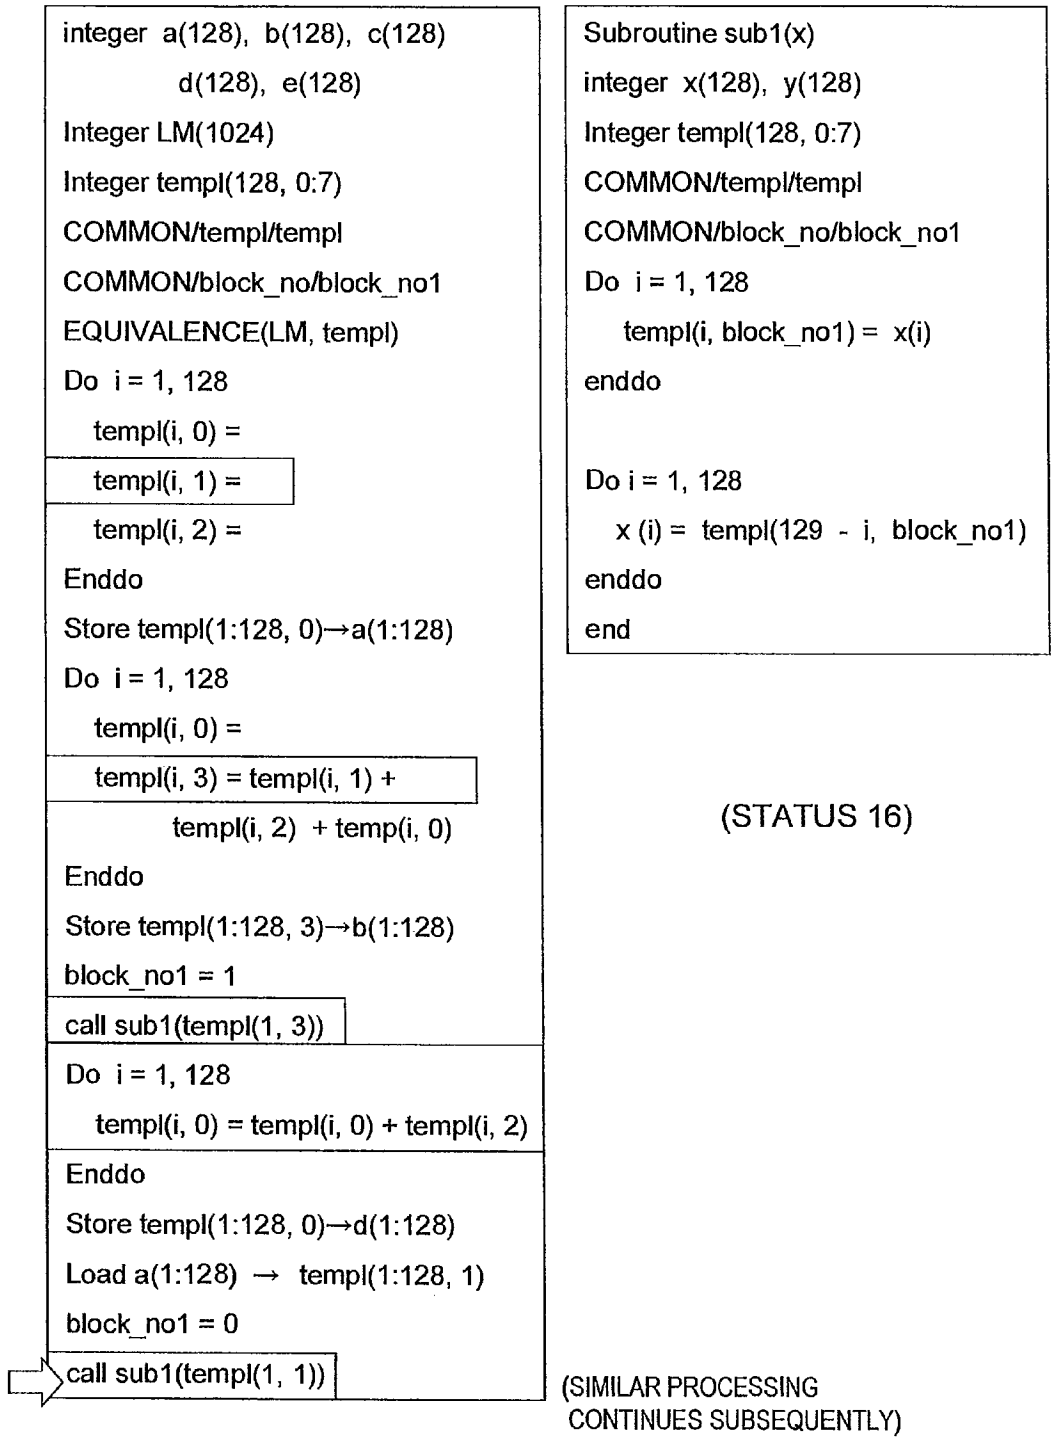 integer a(128), b(128), c(128)
d(128), e(128)
Integer LM(1024)
Integer templ(128, 0:7)
COMMON/templ/templ
COMMON/block_no/block_no1
EQUIVALENCE(LM, templ)
Do i = 1, 128
templ(i, 0) =
templ(i, 1) =
templ(i, 2) =
Enddo
Store templ(1:128, 0)→a(1:128)
Do i = 1, 128
templ(i, 0) =
templ(i, 3) = templ(i, 1) +
templ(i, 2) + temp(i, 0)
Enddo
Store templ(1:128, 3)→b(1:128)
block_no1 = 1
call sub1(templ(1, 3))
Do i = 1, 128
templ(i, 0) = templ(i, 0) + templ(i, 2)
Enddo
Store templ(1:128, 0)→d(1:128)
Load a(1:128) → templ(1:128, 1)
block_no1 = 0
call sub1(templ(1, 1))
Subroutine sub1(x)
integer x(128), y(128)
Integer templ(128, 0:7)
COMMON/templ/templ
COMMON/block_no/block_no1
Do i = 1, 128
templ(i, block_no1) = x(i)
enddo
Do i = 1, 128
x (i) = templ(129 - i, block_no1)
enddo
end
(STATUS 16)
(SIMILAR PROCESSING
CONTINUES SUBSEQUENTLY)